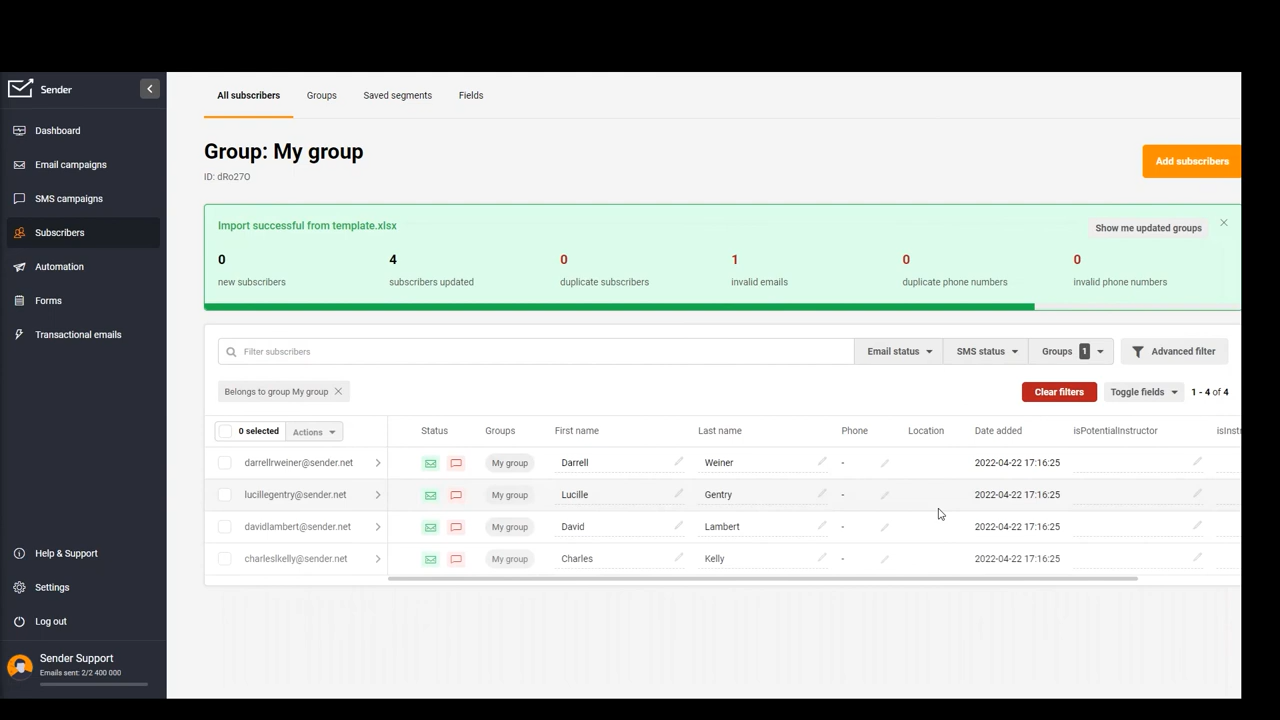 Sender
Dashboard
Email campaigns
SMS campaigns
Subscribers
Automation
Forms
Transactional emails
Help & Support
Settings
Log out
Sender Support
Emails sent: 2/2 400 000
All subscribers Groups Saved segments Fields
Group: My group
ID: dRo27O
Add subscribers
Import successful from template.xlsx
Show me updated groups
0 4 0 1 0 0
new subscribers subscribers updated duplicate subscribers invalid emails duplicate phone numbers invalid phone numbers
Filter subscribers Email status SMS status Groups 1 Advanced filter
Belongs to group My group Clear filters Toggle fields 1 - 4 of 4
0 selected Actions Status Groups First name Last name Phone Location Date added isPotentialInstructor isInstr
darrellrweiner@sender.net My group Darrell Weiner - 2022-04-22 17:16:25
lucillegentry@sender.net My group Lucille Gentry - 2022-04-22 17:16:25
davidlambert@sender.net My group David Lambert - 2022-04-22 17:16:25
charleslkelly@sender.net My group Charles Kelly - 2022-04-22 17:16:25